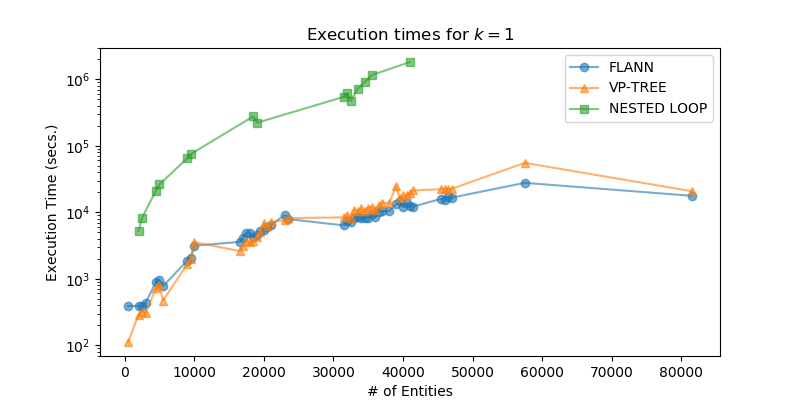 Execution times for $k = 1$
FLANN
VP-TREE
NESTED LOOP
Execution Time (secs.)
10^6
10^5
10^4
10^3
10^2
0 10000 20000 30000 40000 50000 60000 70000 80000
# of Entities